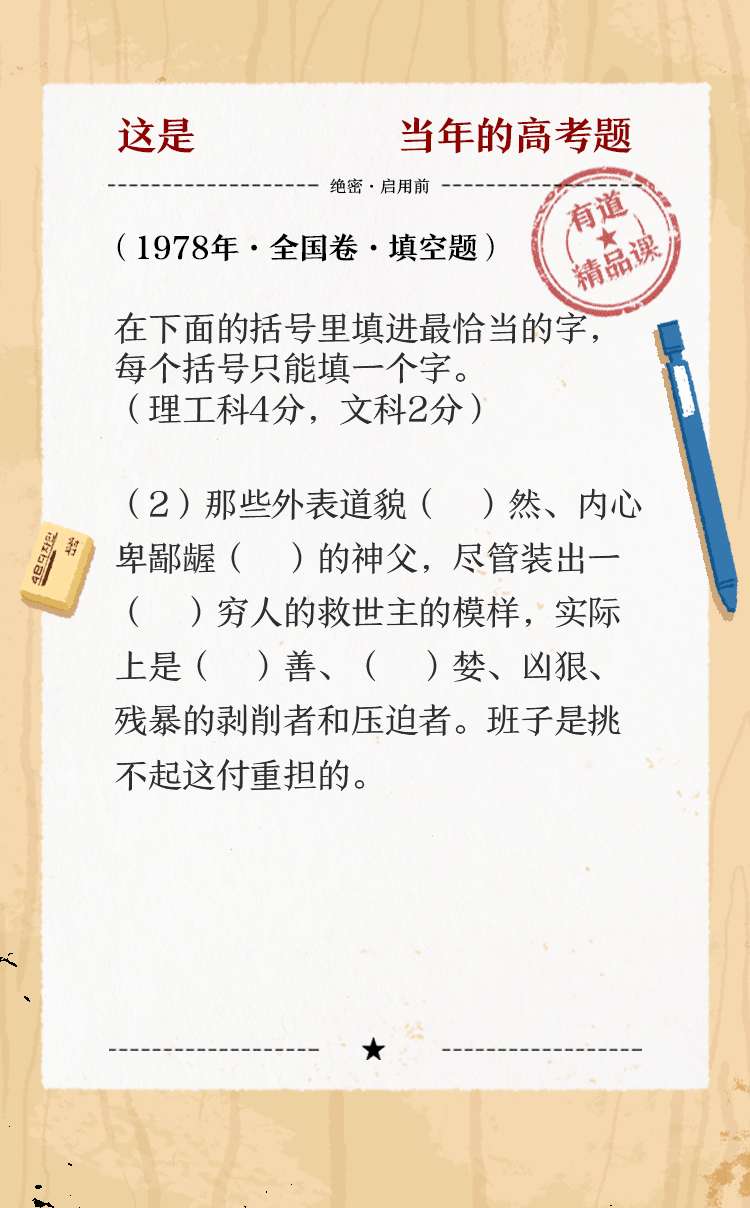 这是 当年的高考题
绝密·启用前
有道
精品课
（1978年·全国卷·填空题）
在下面的括号里填进最恰当的字，
每个括号只能填一个字。
（理工科4分，文科2分）
（2）那些外表道貌（ ）然、内心
卑鄙龌（ ）的神父，尽管装出一
（ ）穷人的救世主的模样，实际
上是（ ）善、（ ）婪、凶狠、
残暴的剥削者和压迫者。班子是挑
不起这付重担的。